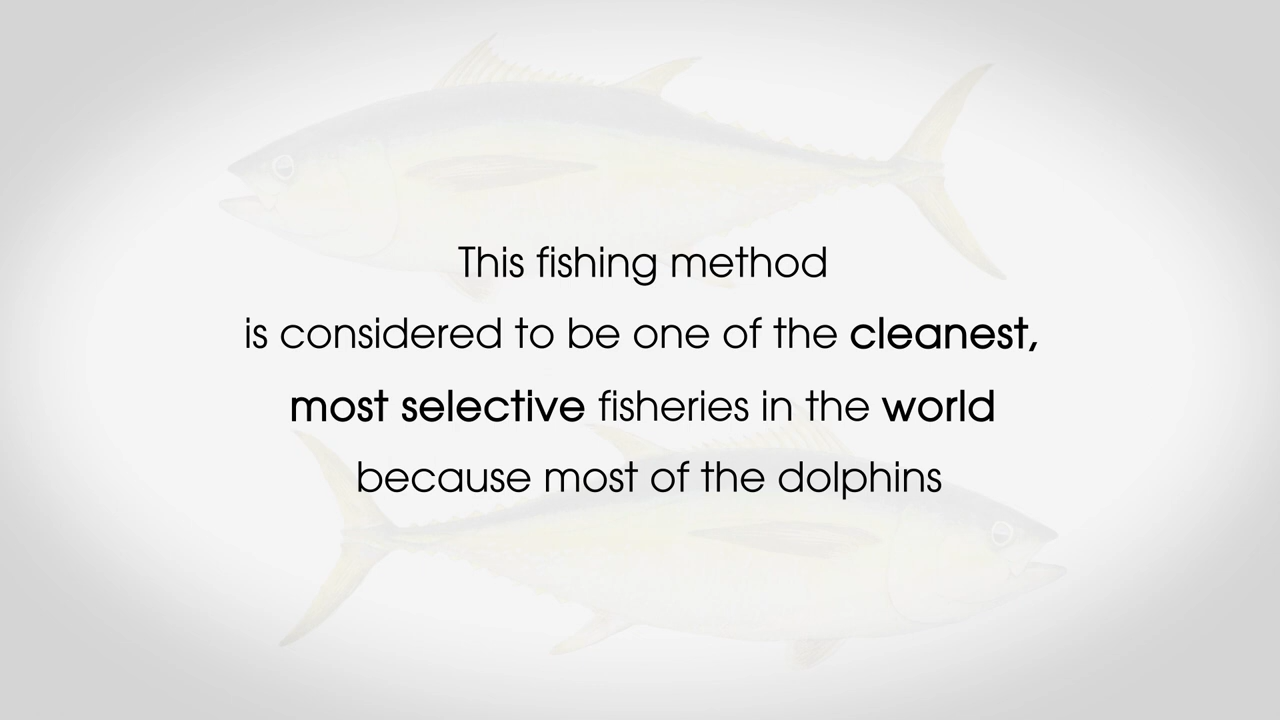 This fishing method
is considered to be one of the cleanest,
most selective fisheries in the world
because most of the dolphins